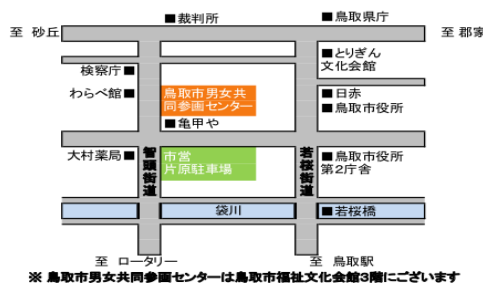 ■裁判所
■鳥取県庁
至 砂丘
至 郡家
■とりぎん
文化会館
検察庁■
わらべ館■
鳥取市男女共
同参画センター
■日赤
■鳥取市役所
■亀甲や
大村薬局■
智頭街道
市営
片原駐車場
若桜街道
■鳥取市役所
第2庁舎
袋川
■若桜橋
至 ロータリー
至 鳥取駅
※ 鳥取市男女共同参画センターは鳥取市福祉文化会館3階にございます